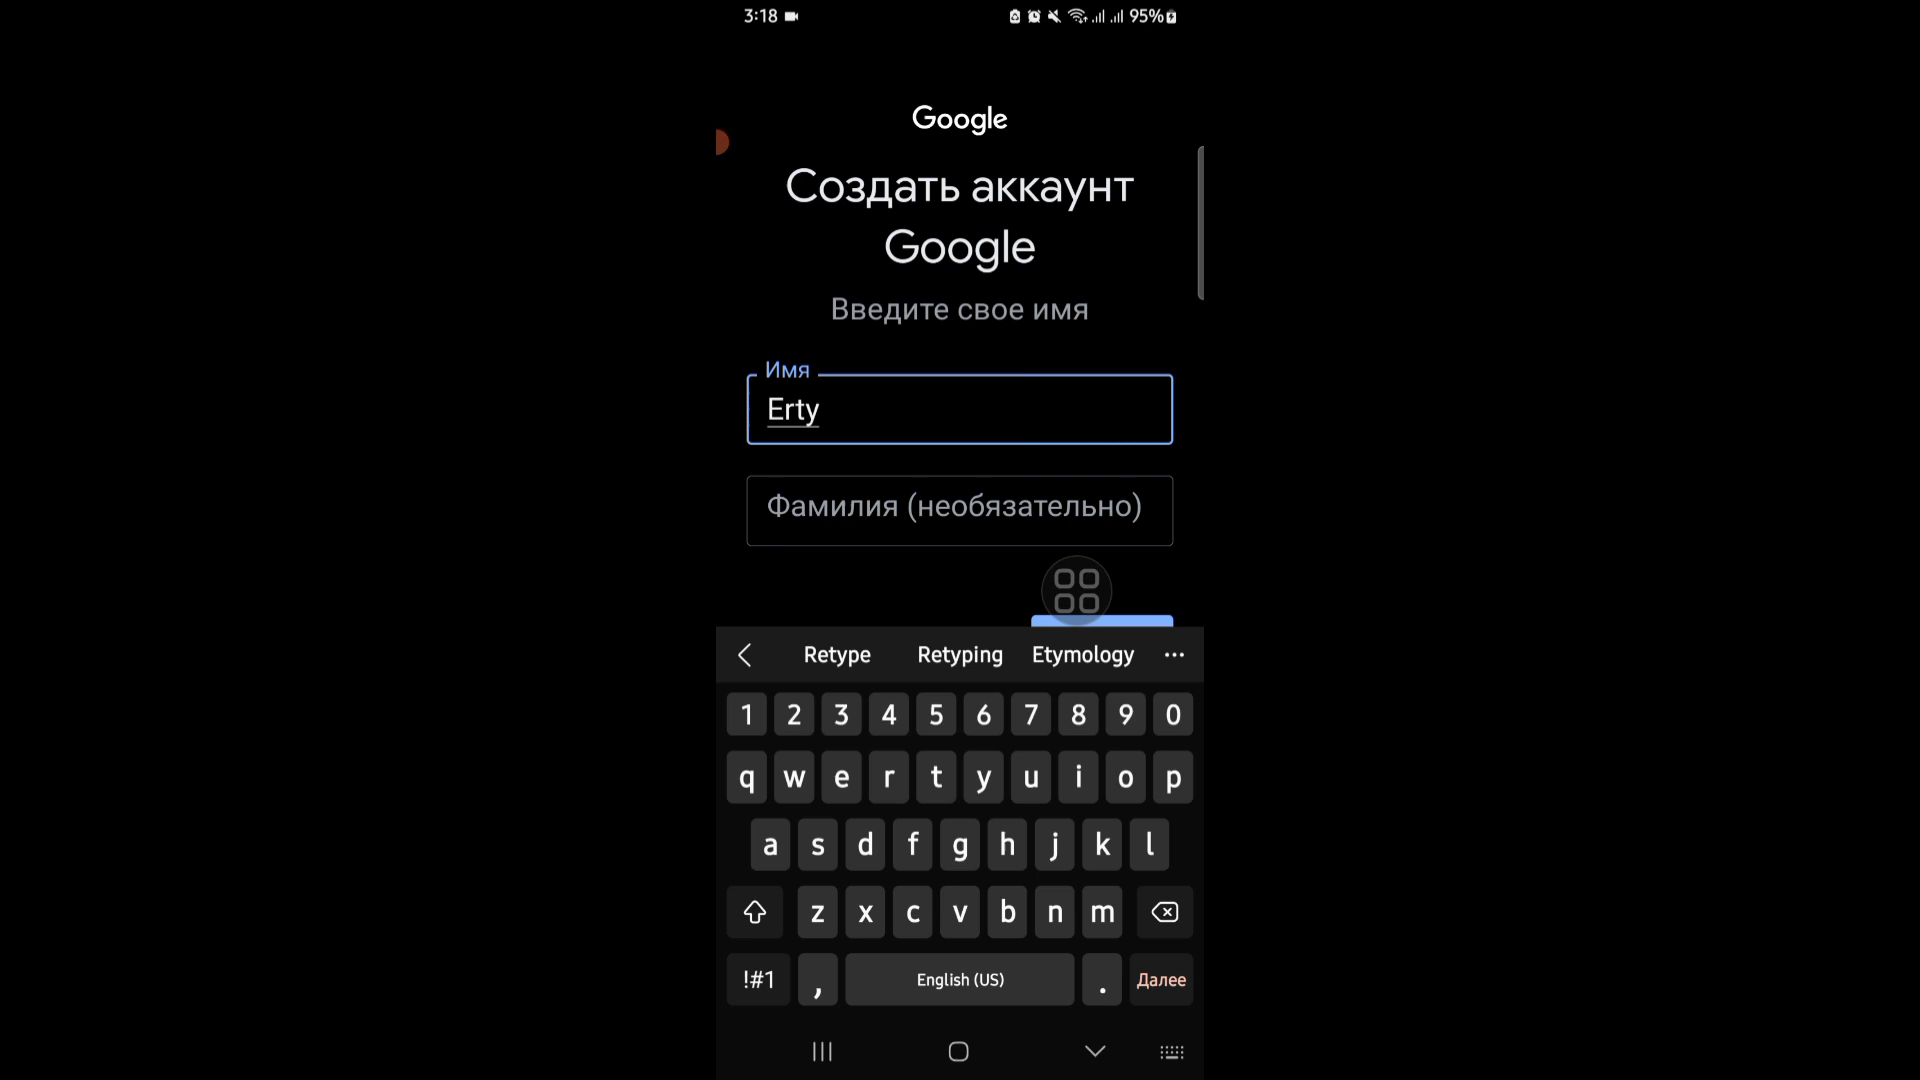 3:18 95%
Google
Создать аккаунт
Google
Введите свое имя
Имя
Erty
Фамилия (необязательно)
Retype Retyping Etymology ...
1 2 3 4 5 6 7 8 9 0
q w e r t y u i o p
a s d f g h j k l
z x c v b n m
!#1 , English (US) . Далее